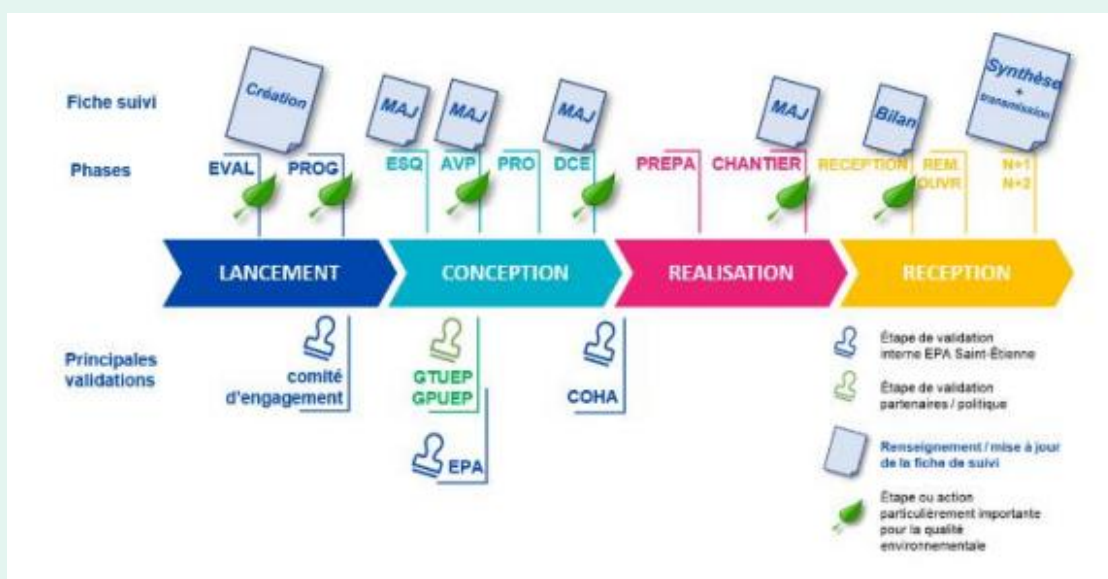 Fiche suivi
Création
MAJ
MAJ
MAJ
MAJ
Bilan
Synthèse
+
transmission
Phases
EVAL
PROG
ESQ
AVP
PRO
DCE
PREPA
CHANTIER
RECEPTION
REM.
OUVR
N+1
N+2
LANCEMENT
CONCEPTION
REALISATION
RECEPTION
Principales
validations
comité
d'engagement
GTUEP
GPUEP
EPA
COHA
Étape de validation
interne EPA Saint-Étienne
Étape de validation
partenaires / politique
Renseignement / mise à jour
de la fiche de suivi
Étape ou action
particulièrement importante
pour la qualité
environnementale